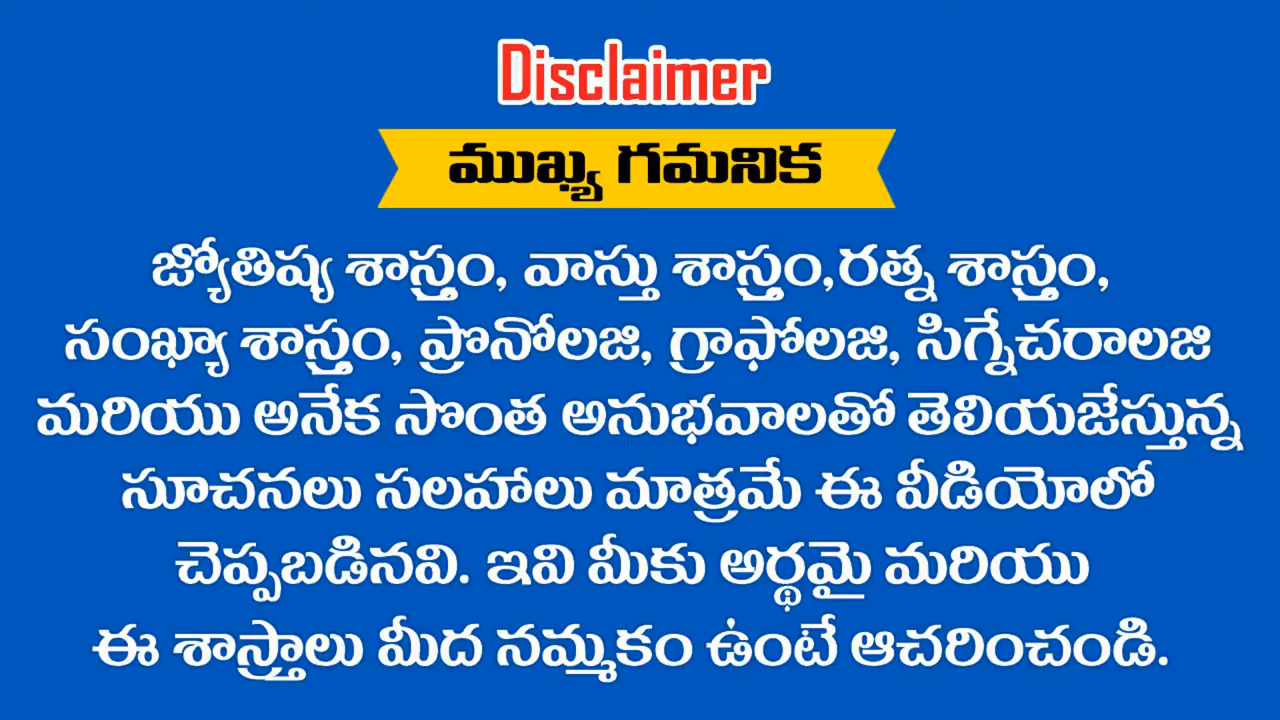 Disclaimer
ముఖ్య గమనిక
జ్యోతిష్య శాస్త్రం, వాస్తు శాస్త్రం,రత్న శాస్త్రం,
సంఖ్యా శాస్త్రం, ప్రొనోలజి, గ్రాఫోలజి, సిగ్నేచరాలజి
మరియు అనేక సొంత అనుభవాలతో తెలియజేస్తున్న
సూచనలు సలహాలు మాత్రమే ఈ వీడియోలో
చెప్పబడినవి. ఇవి మీకు అర్థమై మరియు
ఈ శాస్త్రాలు మీద నమ్మకం ఉంటే ఆచరించండి.